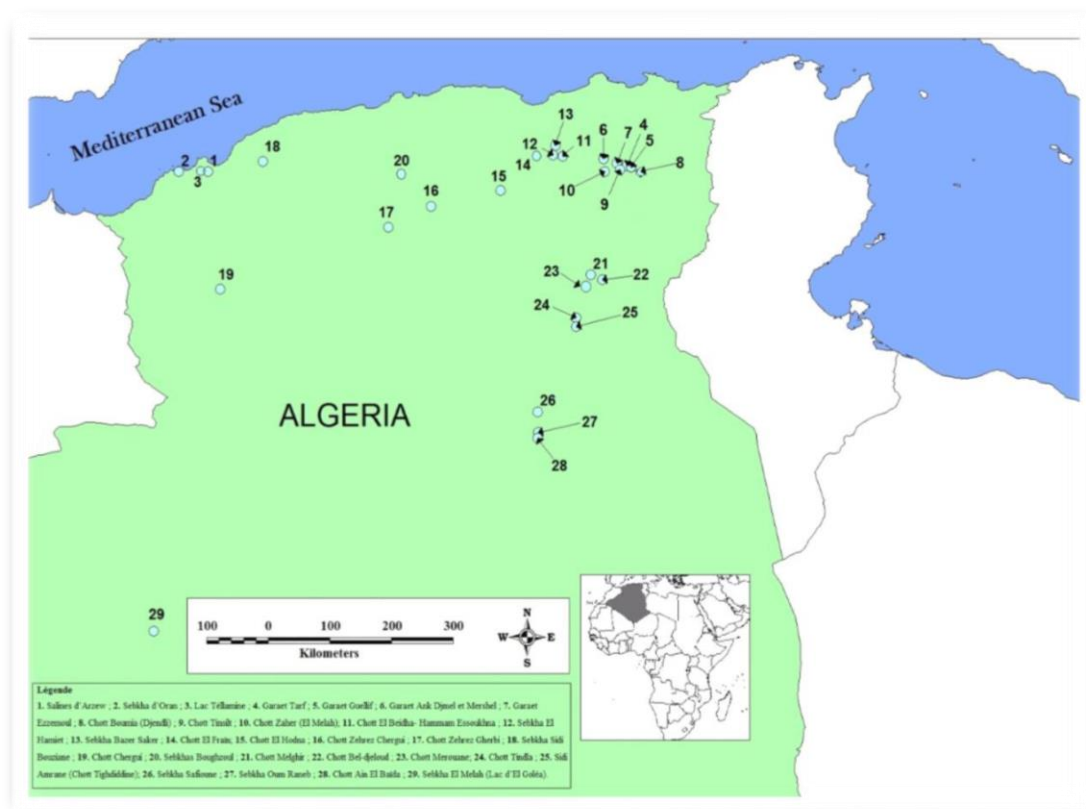 Mediterranean Sea
13
6 7 4
5
12 11
14
8
2 1
3
18
20
10
9
15
16
17
19
23 21 22
24 25
ALGERIA
26
27
28
29
100 0 100 200 300
Kilometers
N
W E
S
Lègende
1. Salines d'Arzew ; 2. Sebkha d'Oran ; 3. Lac Téllamine ; 4. Garaet Tarf ; 5. Garaet Guellif ; 6. Garaet Ank Djmel et Merhsel ; 7. Garaet
Ezzemoul ; 8. Chott Boumia (Djendli) ; 9. Chott Tinsilt ; 10. Chott Zaher (El Melah); 11. Chott El Beidha- Hammam Essoukhna ; 12. Sebkha El
Hamiet ; 13. Sebkha Bazer Saker ; 14. Chott El Frain; 15. Chott El Hodna ; 16. Chott Zehrez Chergui ; 17. Chott Zehrez Gherbi ; 18. Sebkha Sidi
Bouziane ; 19. Chott Chergui ; 20. Sebkhas Boughzoul ; 21. Chott Melghir ; 22. Chott Bel-djeloud ; 23. Chott Merouane; 24. Chott Tindla ; 25. Sidi
Amrane (Chott Tighdiddine); 26. Sebkha Safioune ; 27. Sebkha Oum Raneb ; 28. Chott Ain El Baida ; 29. Sebkha El Melah (Lac d'El Goléa).